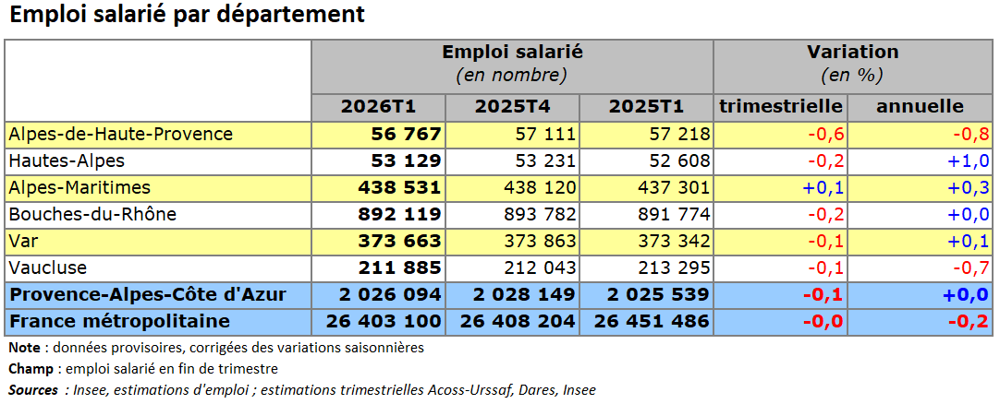 Emploi salarié par département
Emploi salarié Variation
(en nombre) (en %)
2026T1 2025T4 2025T1 trimestrielle annuelle
Alpes-de-Haute-Provence 56 767 57 111 57 218 -0,6 -0,8
Hautes-Alpes 53 129 53 231 52 608 -0,2 +1,0
Alpes-Maritimes 438 531 438 120 437 301 +0,1 +0,3
Bouches-du-Rhône 892 119 893 782 891 774 -0,2 +0,0
Var 373 663 373 863 373 342 -0,1 +0,1
Vaucluse 211 885 212 043 213 295 -0,1 -0,7
Provence-Alpes-Côte d'Azur 2 026 094 2 028 149 2 025 539 -0,1 +0,0
France métropolitaine 26 403 100 26 408 204 26 451 486 -0,0 -0,2
Note : données provisoires, corrigées des variations saisonnières
Champ : emploi salarié en fin de trimestre
Sources : Insee, estimations d'emploi ; estimations trimestrielles Acoss-Urssaf, Dares, Insee